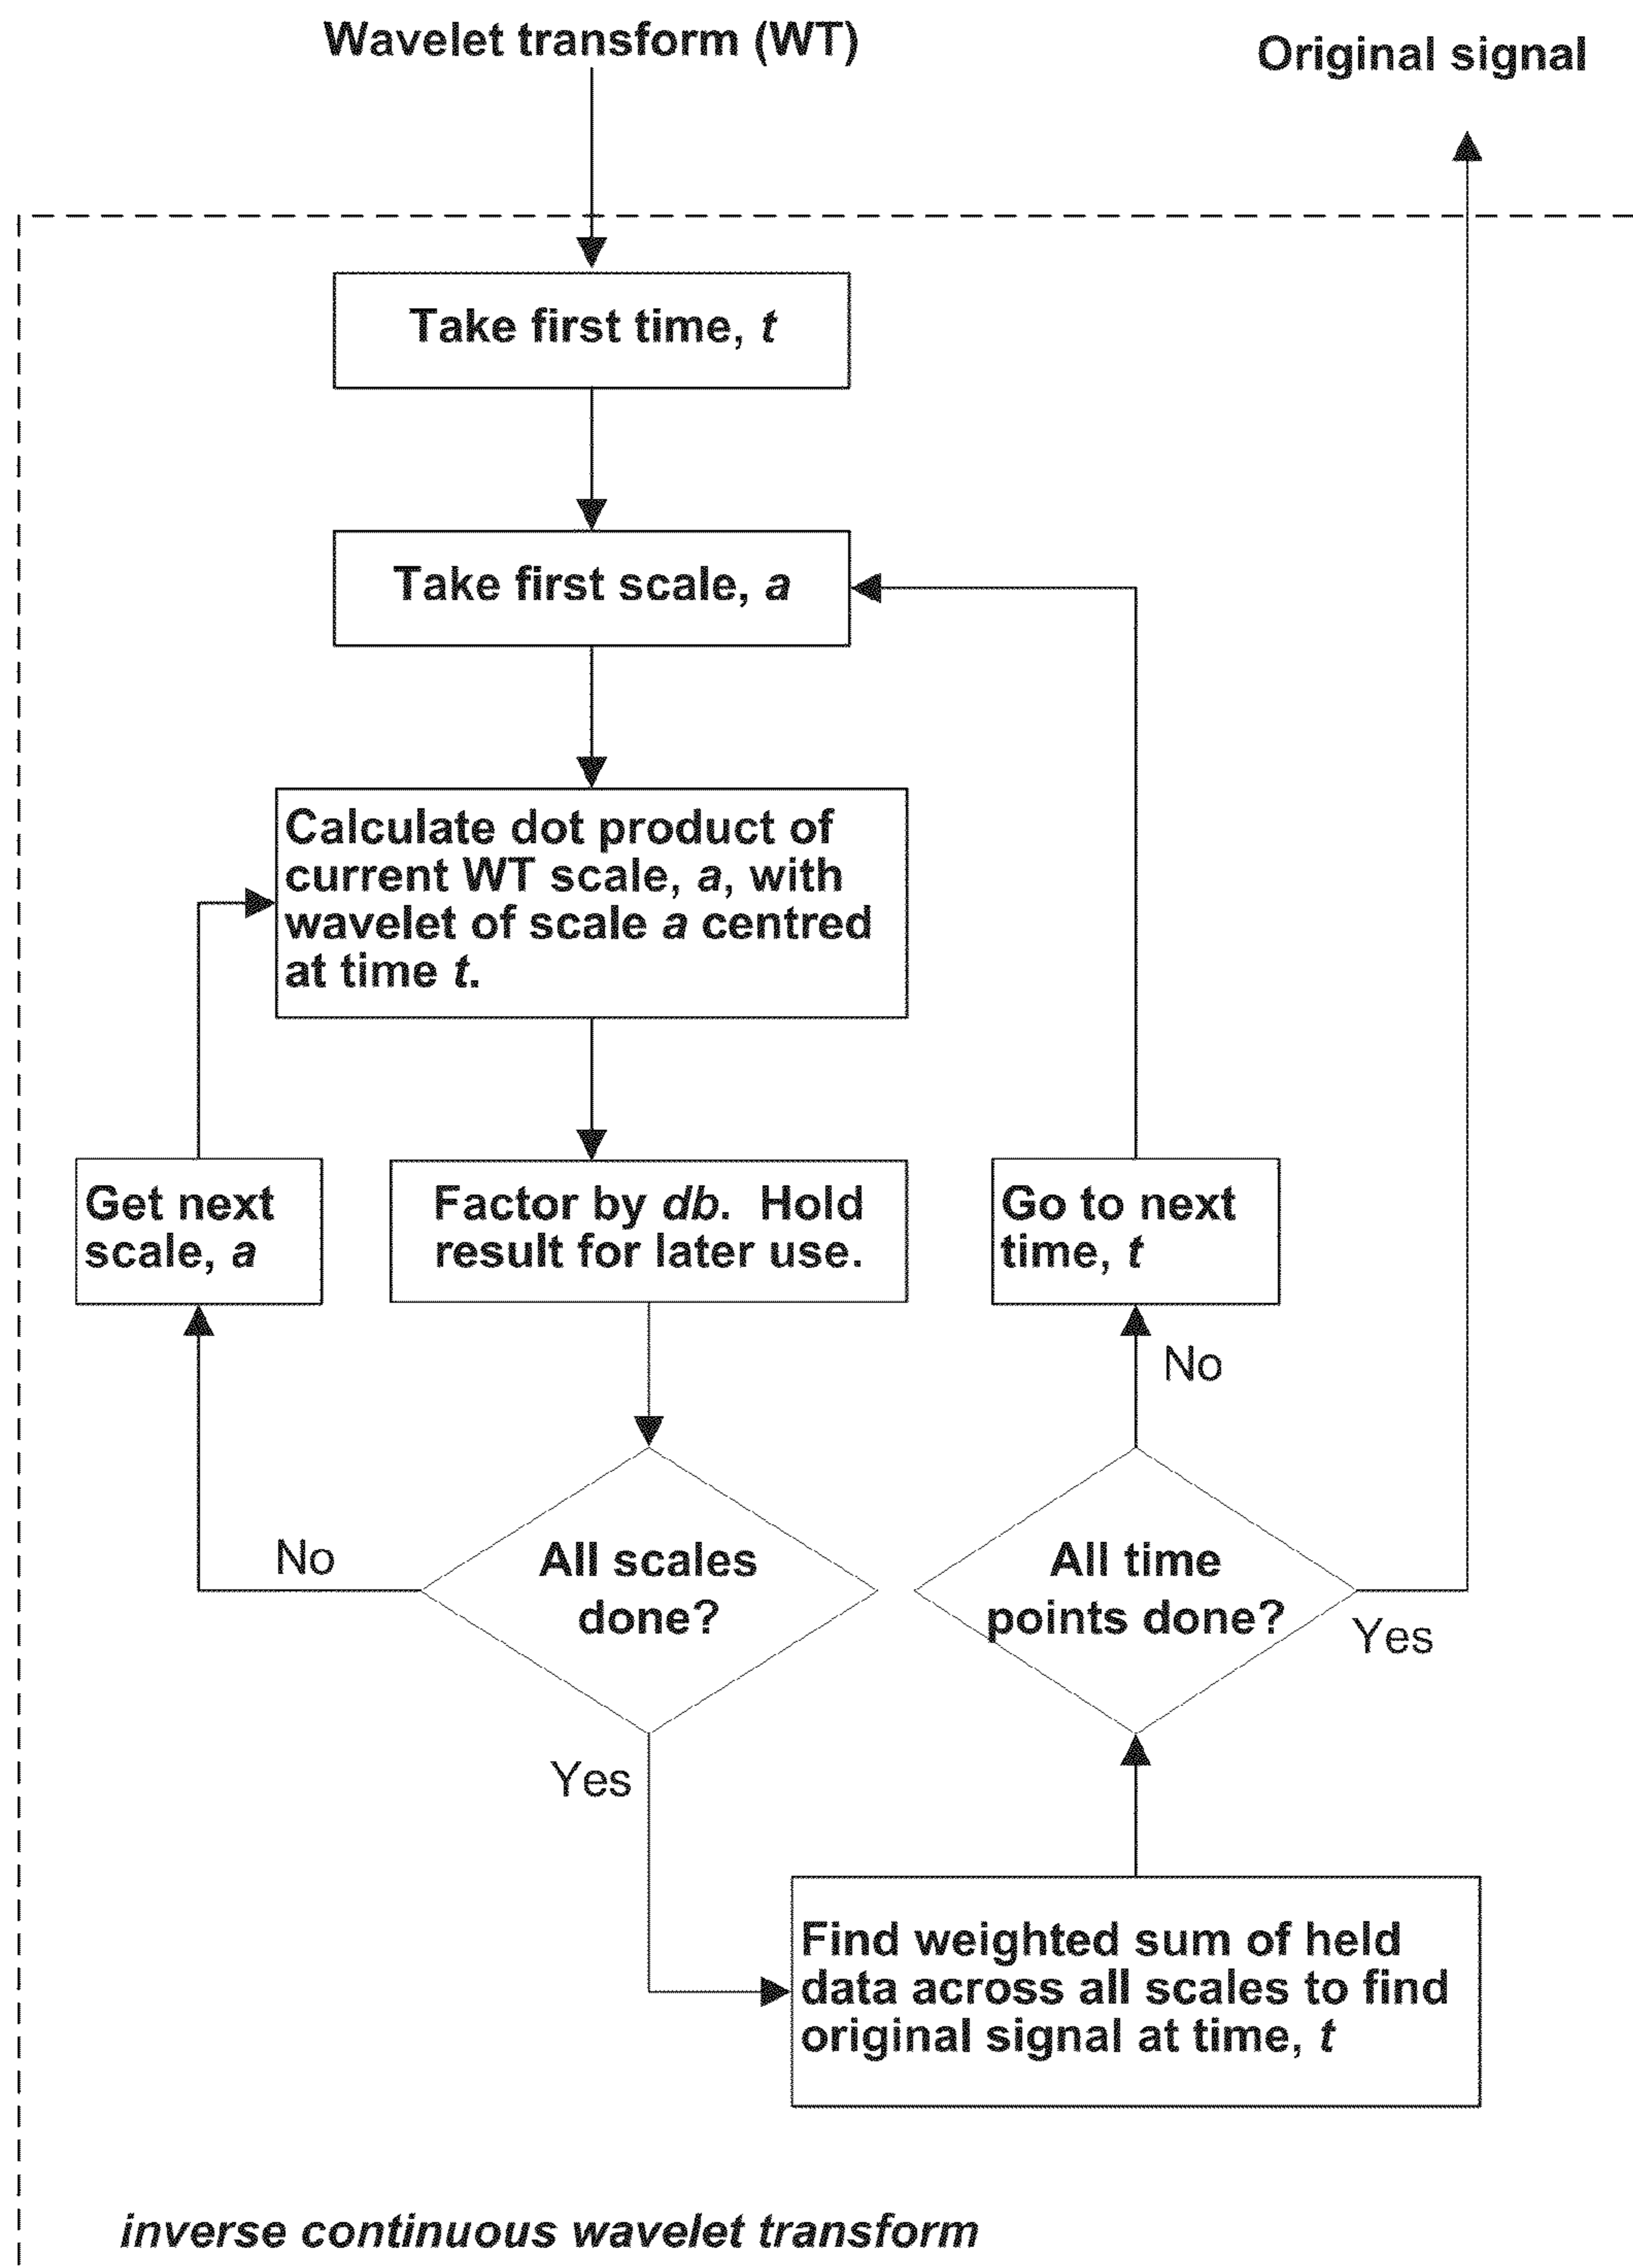 Wavelet transform (WT)
Original signal
Take first time, t
Take first scale, a
Calculate dot product of
current WT scale, a, with
wavelet of scale a centred
at time t.
Get next
scale, a
Factor by db. Hold
result for later use.
Go to next
time, t
No
No
All scales
done?
All time
points done?
Yes
Yes
Find weighted sum of held
data across all scales to find
original signal at time, t
inverse continuous wavelet transform